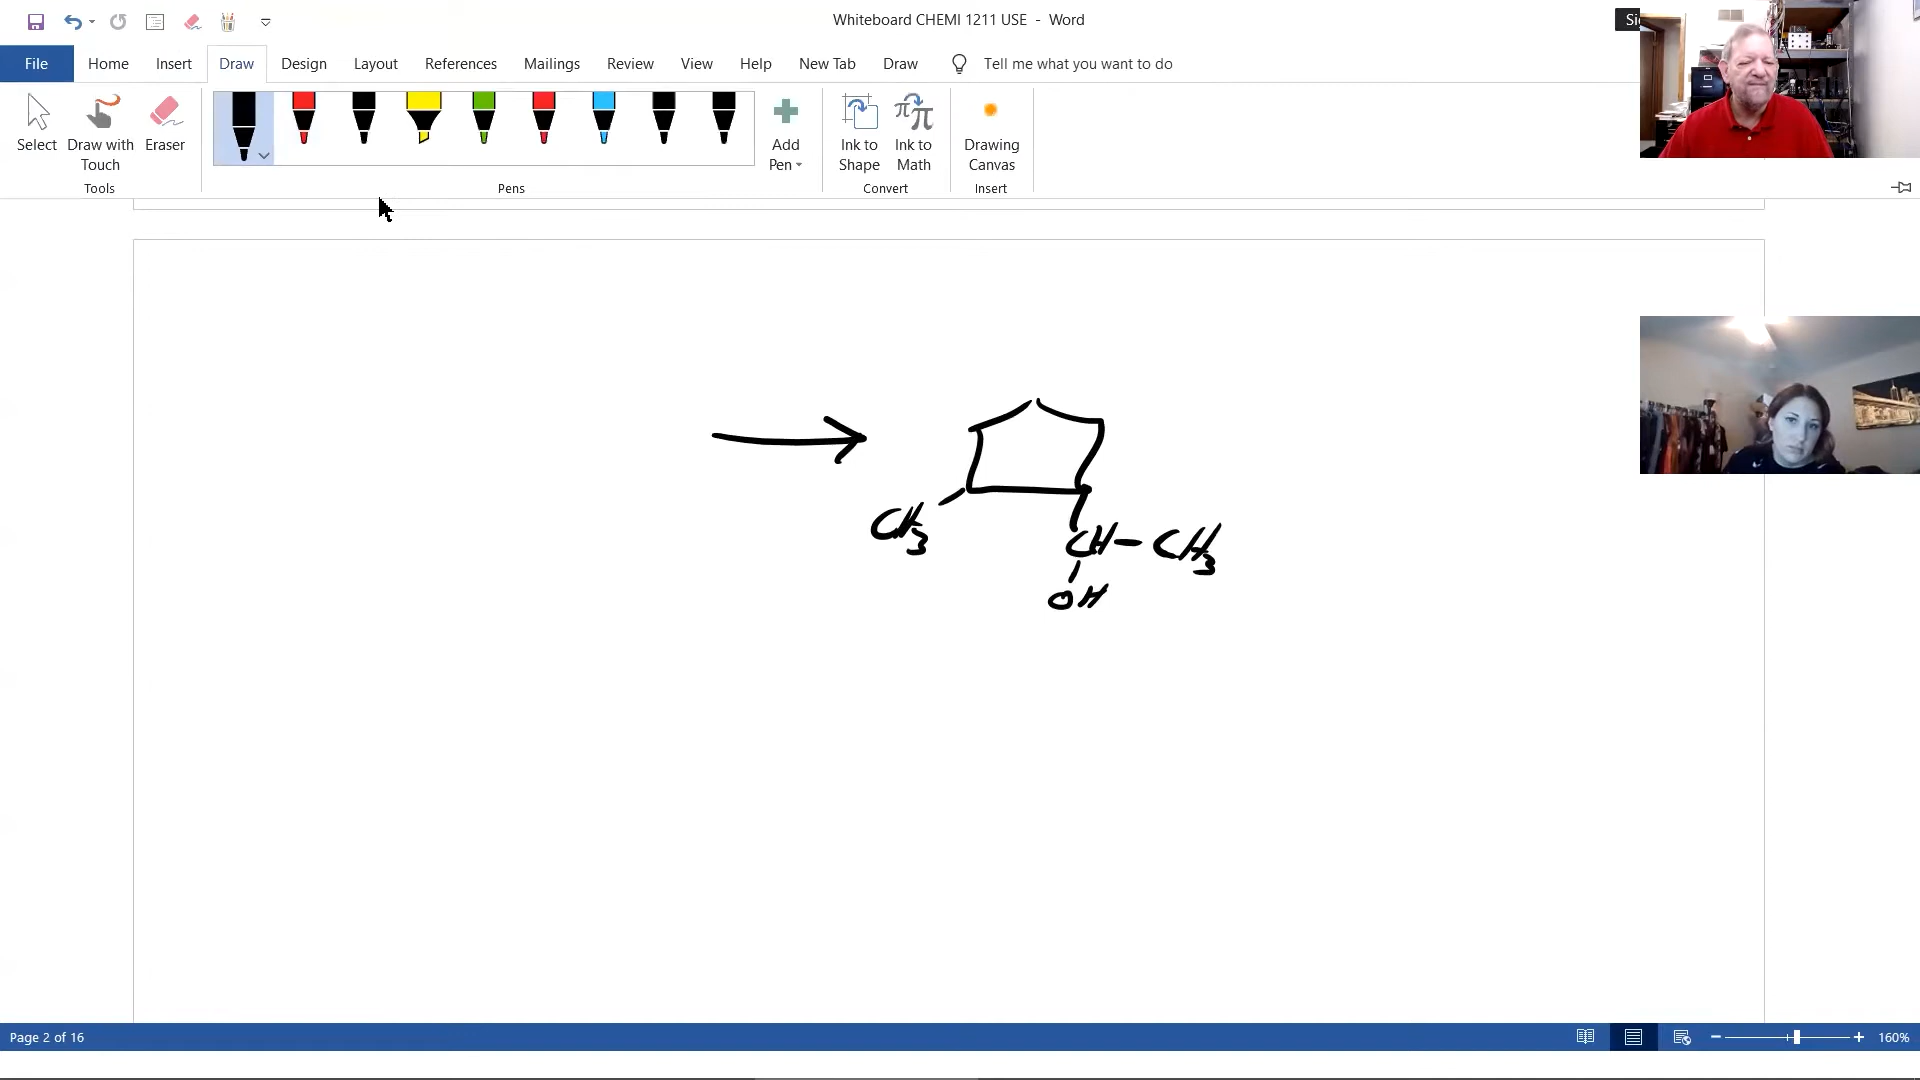 Whiteboard CHEMI 1211 USE - Word
File Home Insert Draw Design Layout References Mailings Review View Help New Tab Draw Tell me what you want to do
Select
Draw with Touch
Eraser
Add Pen
Ink to Shape
Ink to Math
Drawing Canvas
Tools
Pens
Convert
Insert
CH3
CH-CH3
OH
Page 2 of 16
160%